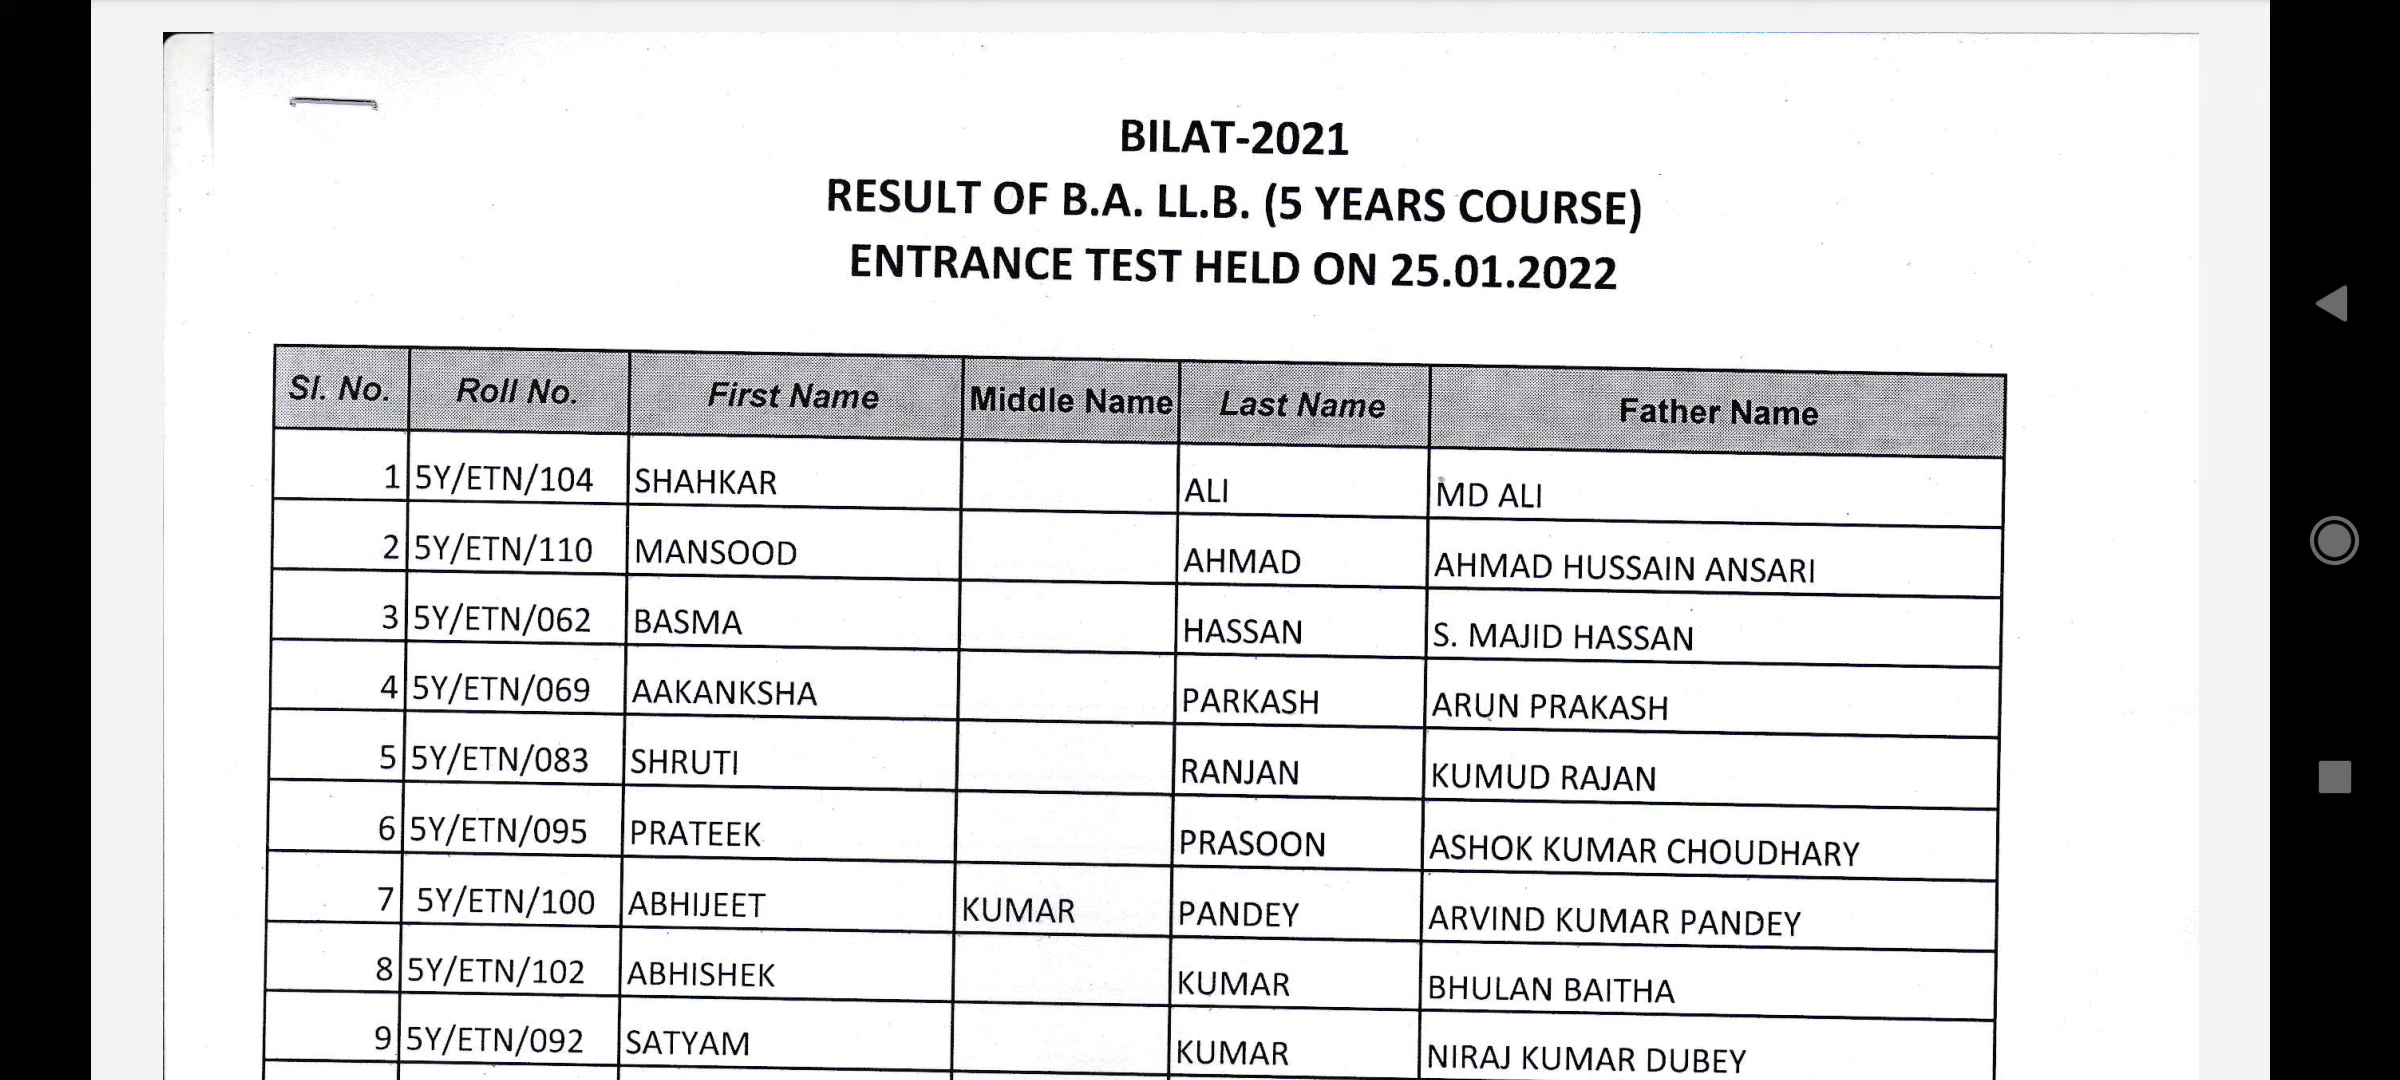 BILAT-2021
RESULT OF B.A. LL.B. (5 YEARS COURSE)
ENTRANCE TEST HELD ON 25.01.2022
Sl. No. Roll No. First Name Middle Name Last Name Father Name
1 5Y/ETN/104 SHAHKAR ALI MD ALI
2 5Y/ETN/110 MANSOOD AHMAD AHMAD HUSSAIN ANSARI
3 5Y/ETN/062 BASMA HASSAN S. MAJID HASSAN
4 5Y/ETN/069 AAKANKSHA PARKASH ARUN PRAKASH
5 5Y/ETN/083 SHRUTI RANJAN KUMUD RAJAN
6 5Y/ETN/095 PRATEEK PRASOON ASHOK KUMAR CHOUDHARY
7 5Y/ETN/100 ABHIJEET KUMAR PANDEY ARVIND KUMAR PANDEY
8 5Y/ETN/102 ABHISHEK KUMAR BHULAN BAITHA
9 5Y/ETN/092 SATYAM KUMAR NIRAJ KUMAR DUBEY